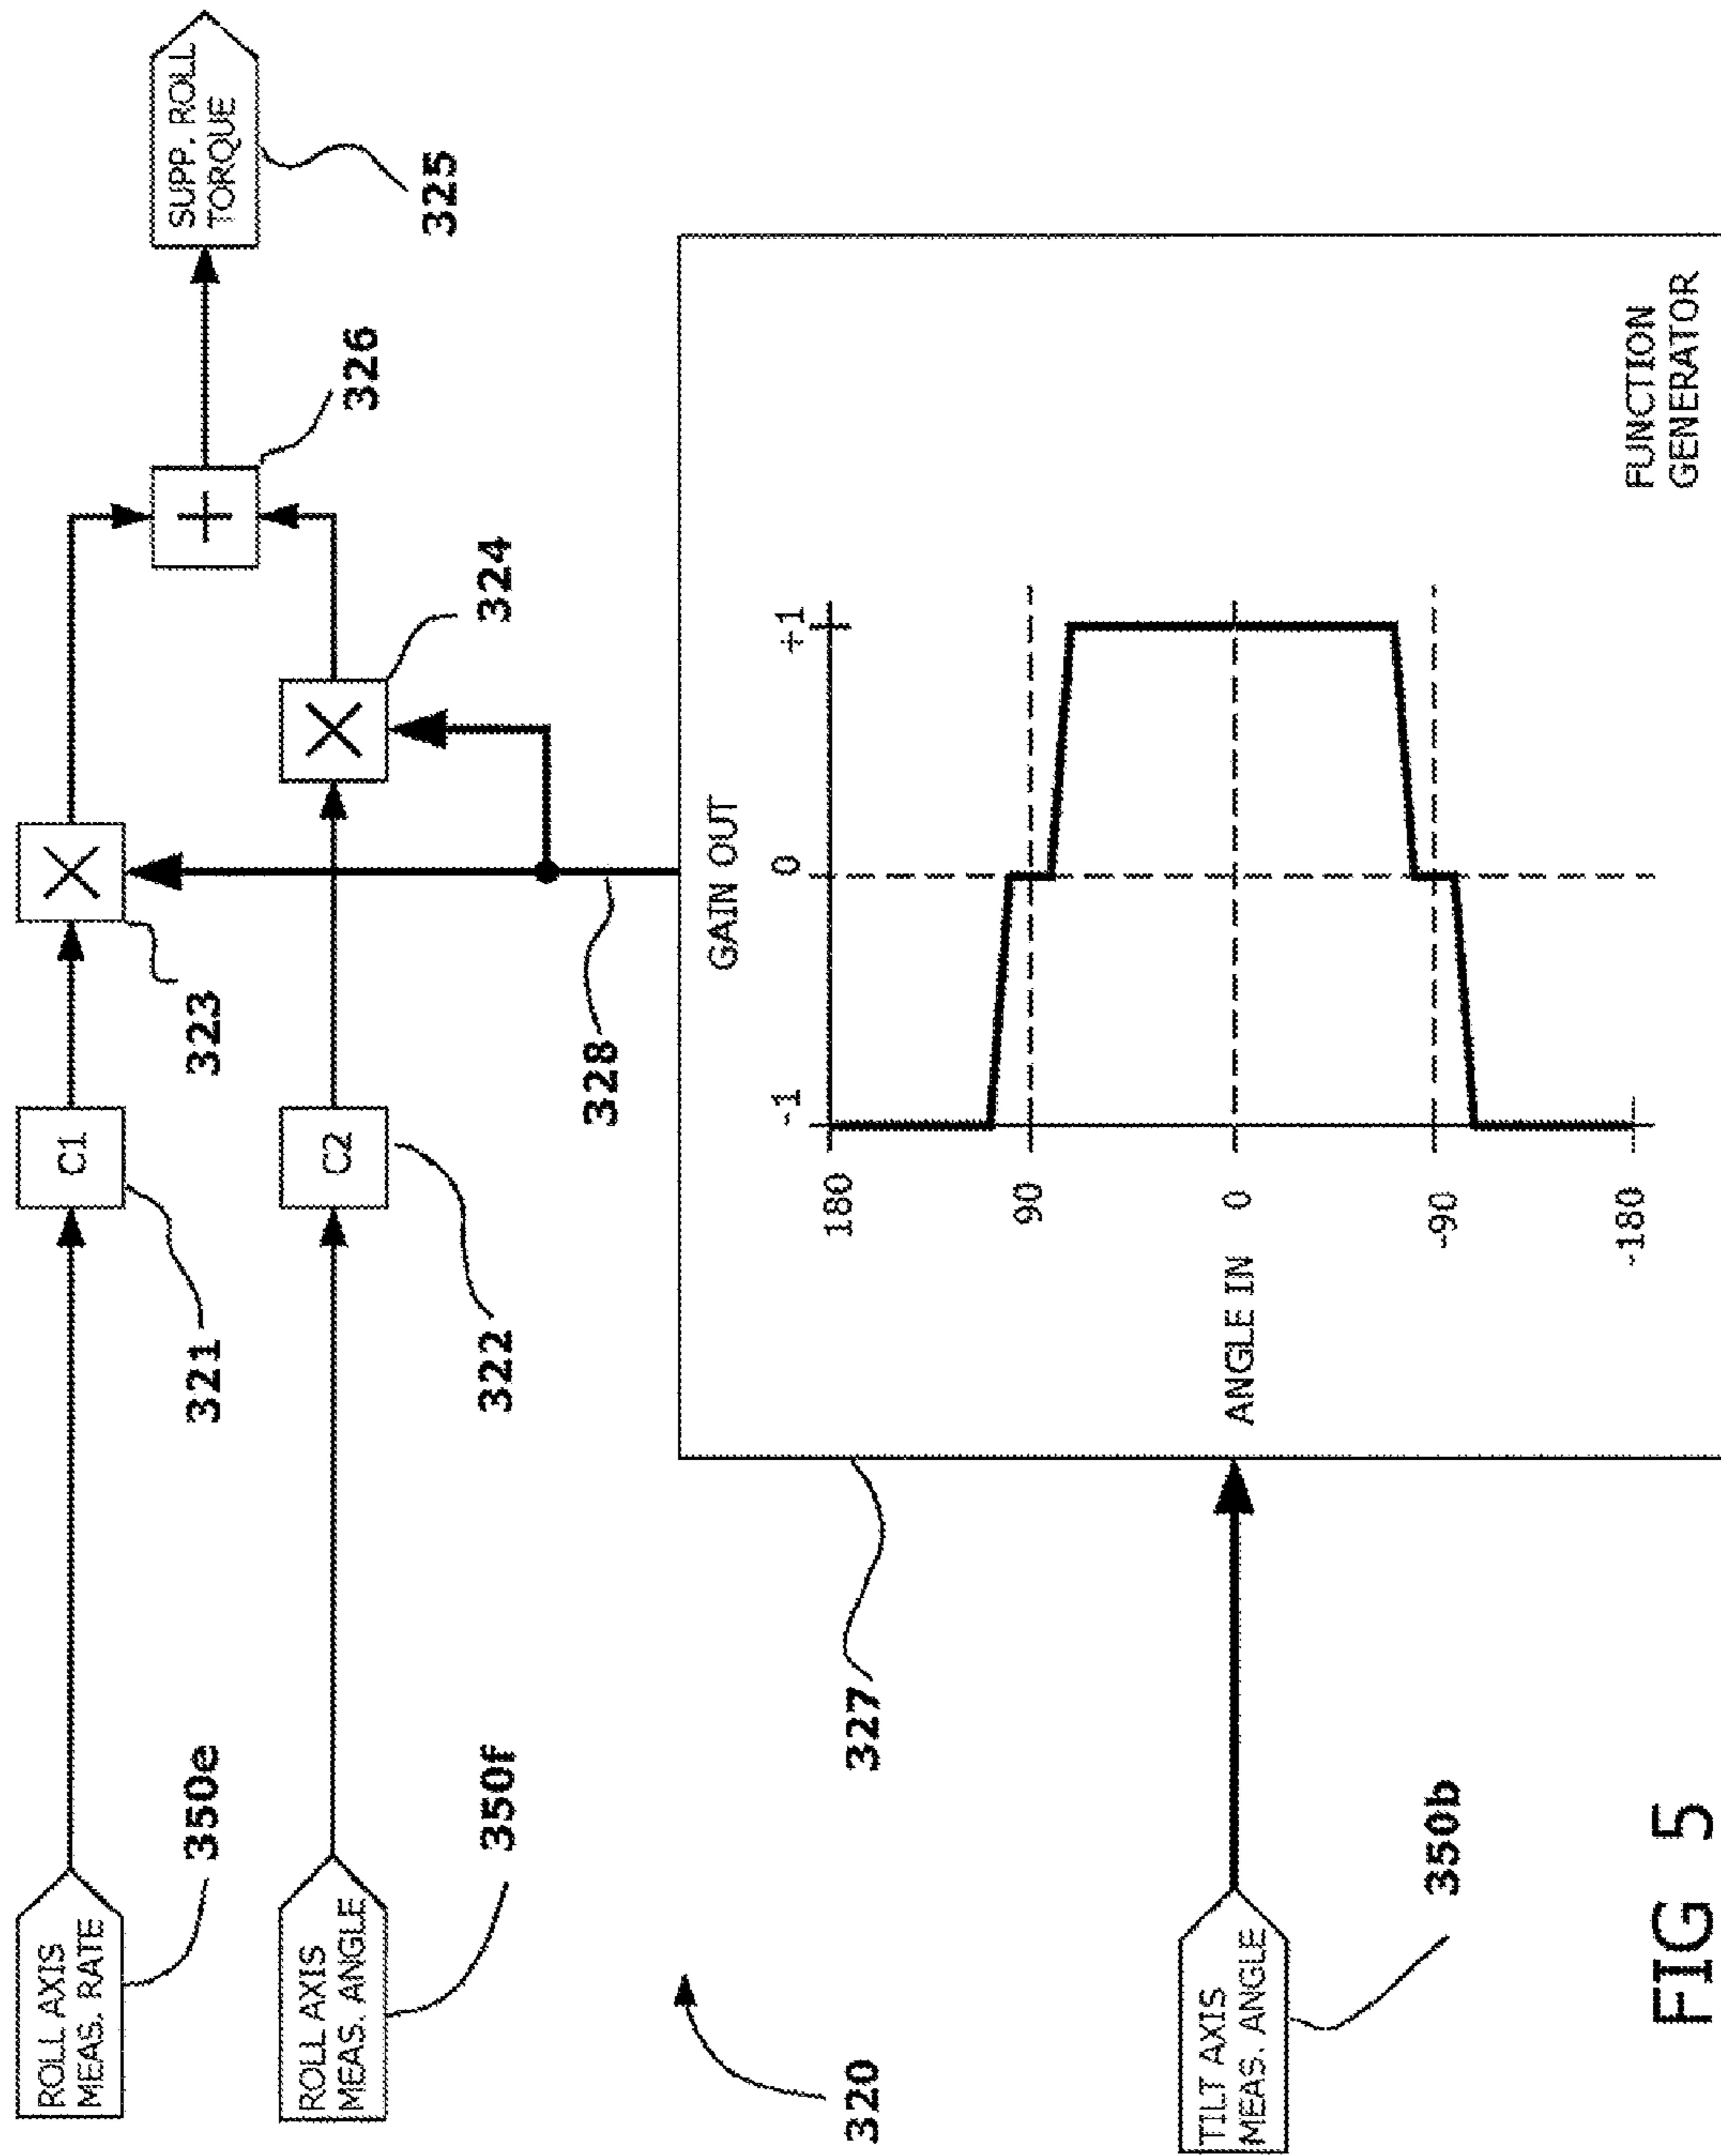 ROLL AXIS
MEAS. RATE
350e
C1
321
×
323
ROLL AXIS
MEAS. ANGLE
350f
C2
322
×
324
+
326
SUPP. ROLL
TORQUE
325
328
320
327
GAIN OUT
-1
0
+1
180
90
0
-90
-180
ANGLE IN
FUNCTION
GENERATOR
TILT AXIS
MEAS. ANGLE
350b
FIG 5